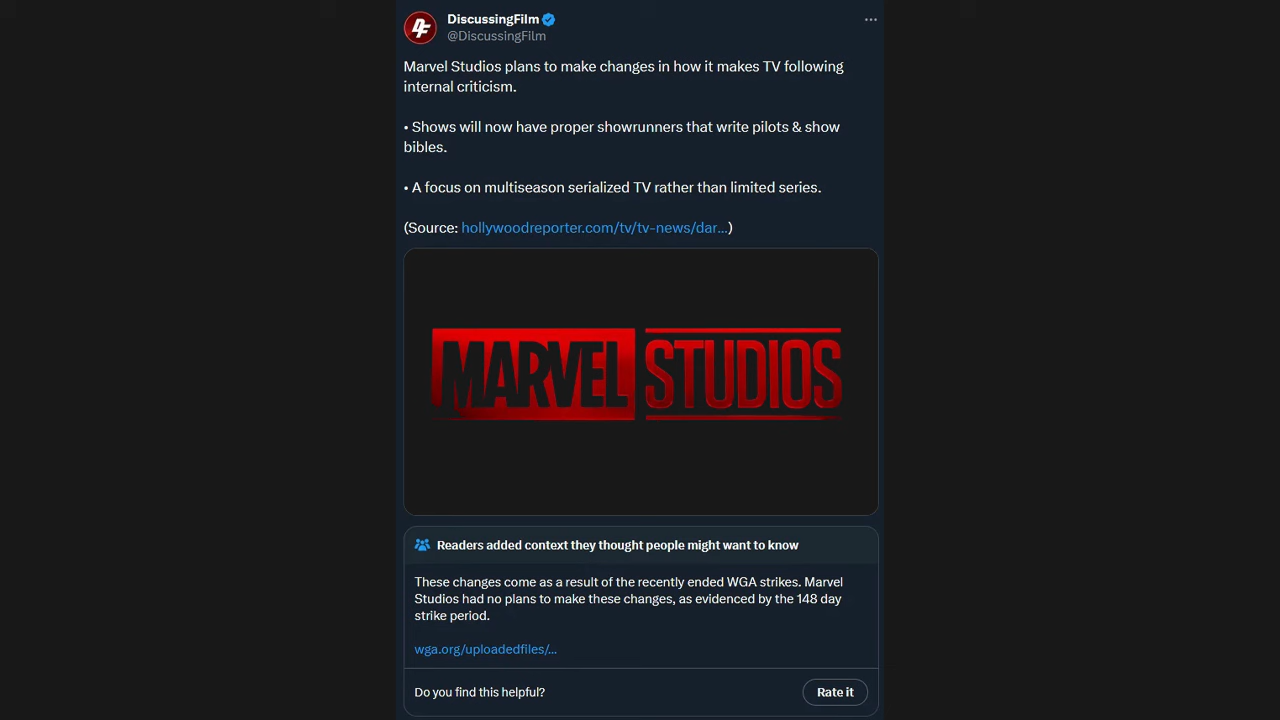 DiscussingFilm
@DiscussingFilm
Marvel Studios plans to make changes in how it makes TV following
internal criticism.
• Shows will now have proper showrunners that write pilots & show
bibles.
• A focus on multiseason serialized TV rather than limited series.
(Source: hollywoodreporter.com/tv/tv-news/dar...)
MARVEL STUDIOS
Readers added context they thought people might want to know
These changes come as a result of the recently ended WGA strikes. Marvel
Studios had no plans to make these changes, as evidenced by the 148 day
strike period.
wga.org/uploadedfiles/...
Do you find this helpful?
Rate it